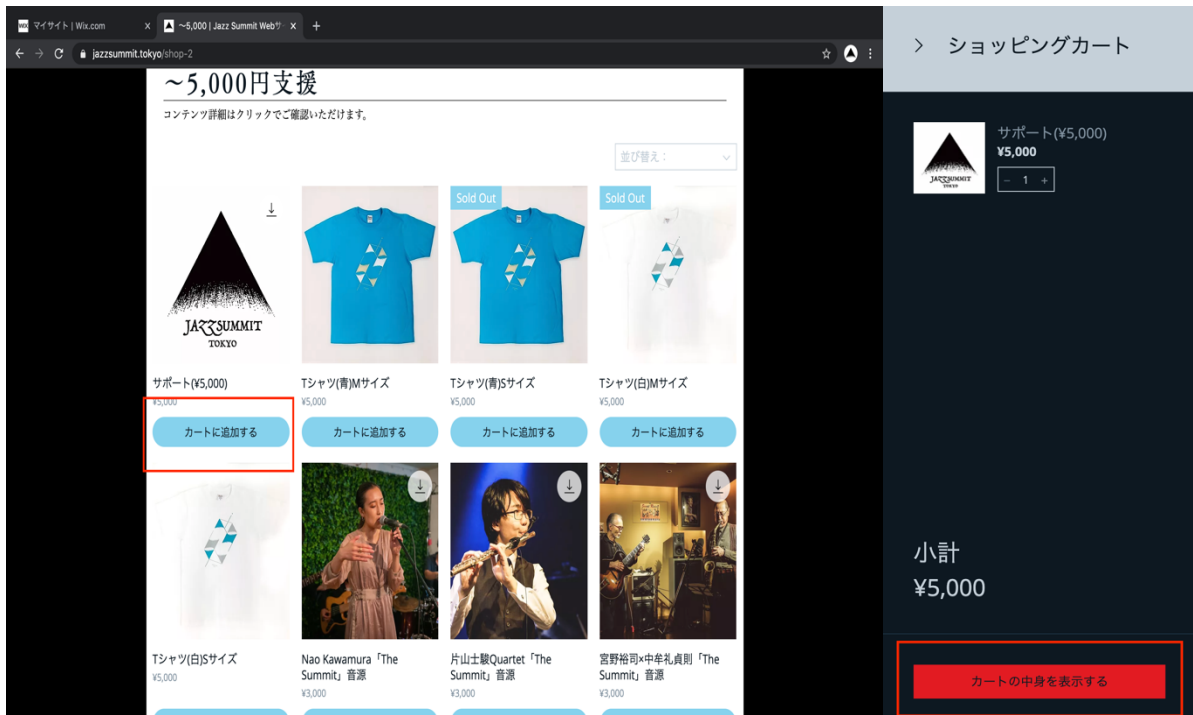 マイサイト | Wix.com
~5,000 | Jazz Summit Webサ
jazzsummit.tokyo/shop-2
～5,000円支援
コンテンツ詳細はクリックでご確認いただけます。
並び替え：
JAZZSUMMIT
TOKYO
サポート(¥5,000)
¥5,000
カートに追加する
Tシャツ(青)Mサイズ
¥5,000
カートに追加する
Sold Out
Tシャツ(青)Sサイズ
¥5,000
カートに追加する
Sold Out
Tシャツ(白)Mサイズ
¥5,000
カートに追加する
Tシャツ(白)Sサイズ
¥5,000
Nao Kawamura「The
Summit」音源
¥3,000
片山士駿Quartet「The
Summit」音源
¥3,000
宮野裕司×中牟礼貞則「The
Summit」音源
¥3,000
ショッピングカート
JAZZSUMMIT
TOKYO
サポート(¥5,000)
¥5,000
− 1 +
小計
¥5,000
カートの中身を表示する